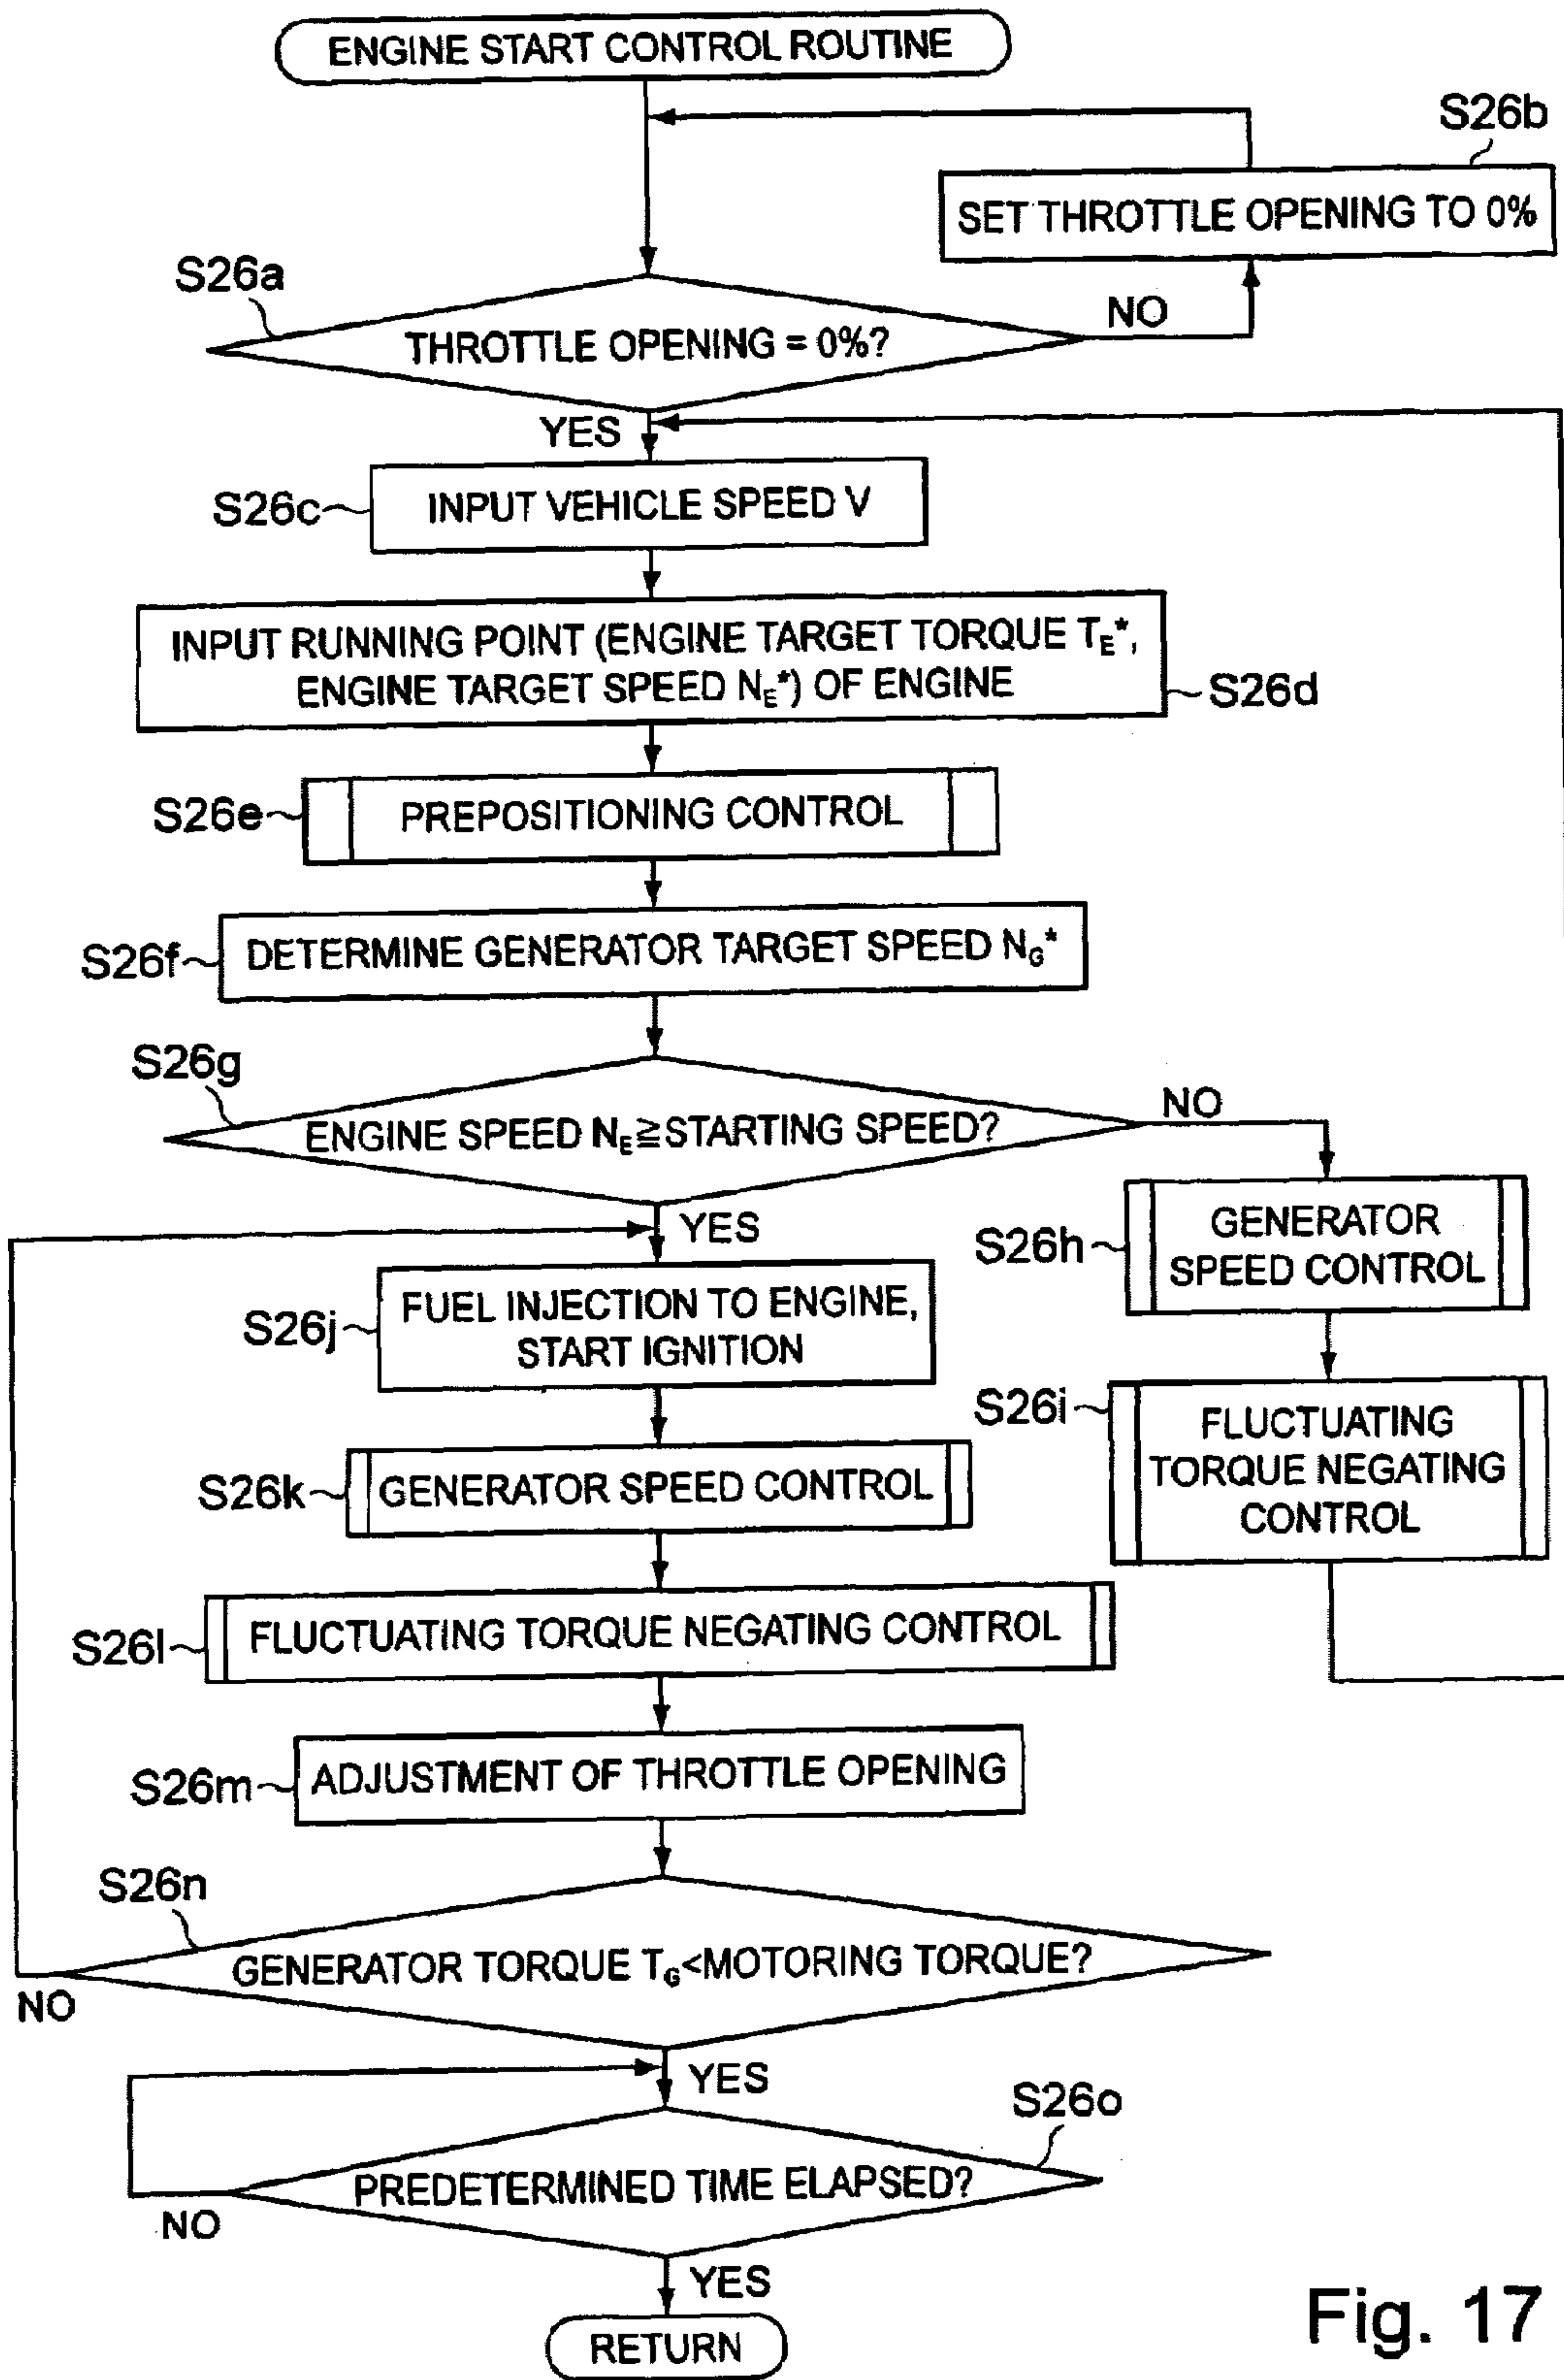 ENGINE START CONTROL ROUTINE
S26b
SET THROTTLE OPENING TO 0%
S26a
THROTTLE OPENING = 0%?
NO
YES
S26c
INPUT VEHICLE SPEED V
INPUT RUNNING POINT (ENGINE TARGET TORQUE TE*,
ENGINE TARGET SPEED NE*) OF ENGINE
S26d
S26e
PREPOSITIONING CONTROL
S26f
DETERMINE GENERATOR TARGET SPEED NG*
S26g
ENGINE SPEED NE≧STARTING SPEED?
NO
YES
S26h
GENERATOR
SPEED CONTROL
S26j
FUEL INJECTION TO ENGINE,
START IGNITION
S26i
FLUCTUATING
TORQUE NEGATING
CONTROL
S26k
GENERATOR SPEED CONTROL
S26l
FLUCTUATING TORQUE NEGATING CONTROL
S26m
ADJUSTMENT OF THROTTLE OPENING
S26n
GENERATOR TORQUE TG<MOTORING TORQUE?
NO
YES
S26o
PREDETERMINED TIME ELAPSED?
NO
YES
RETURN
Fig. 17